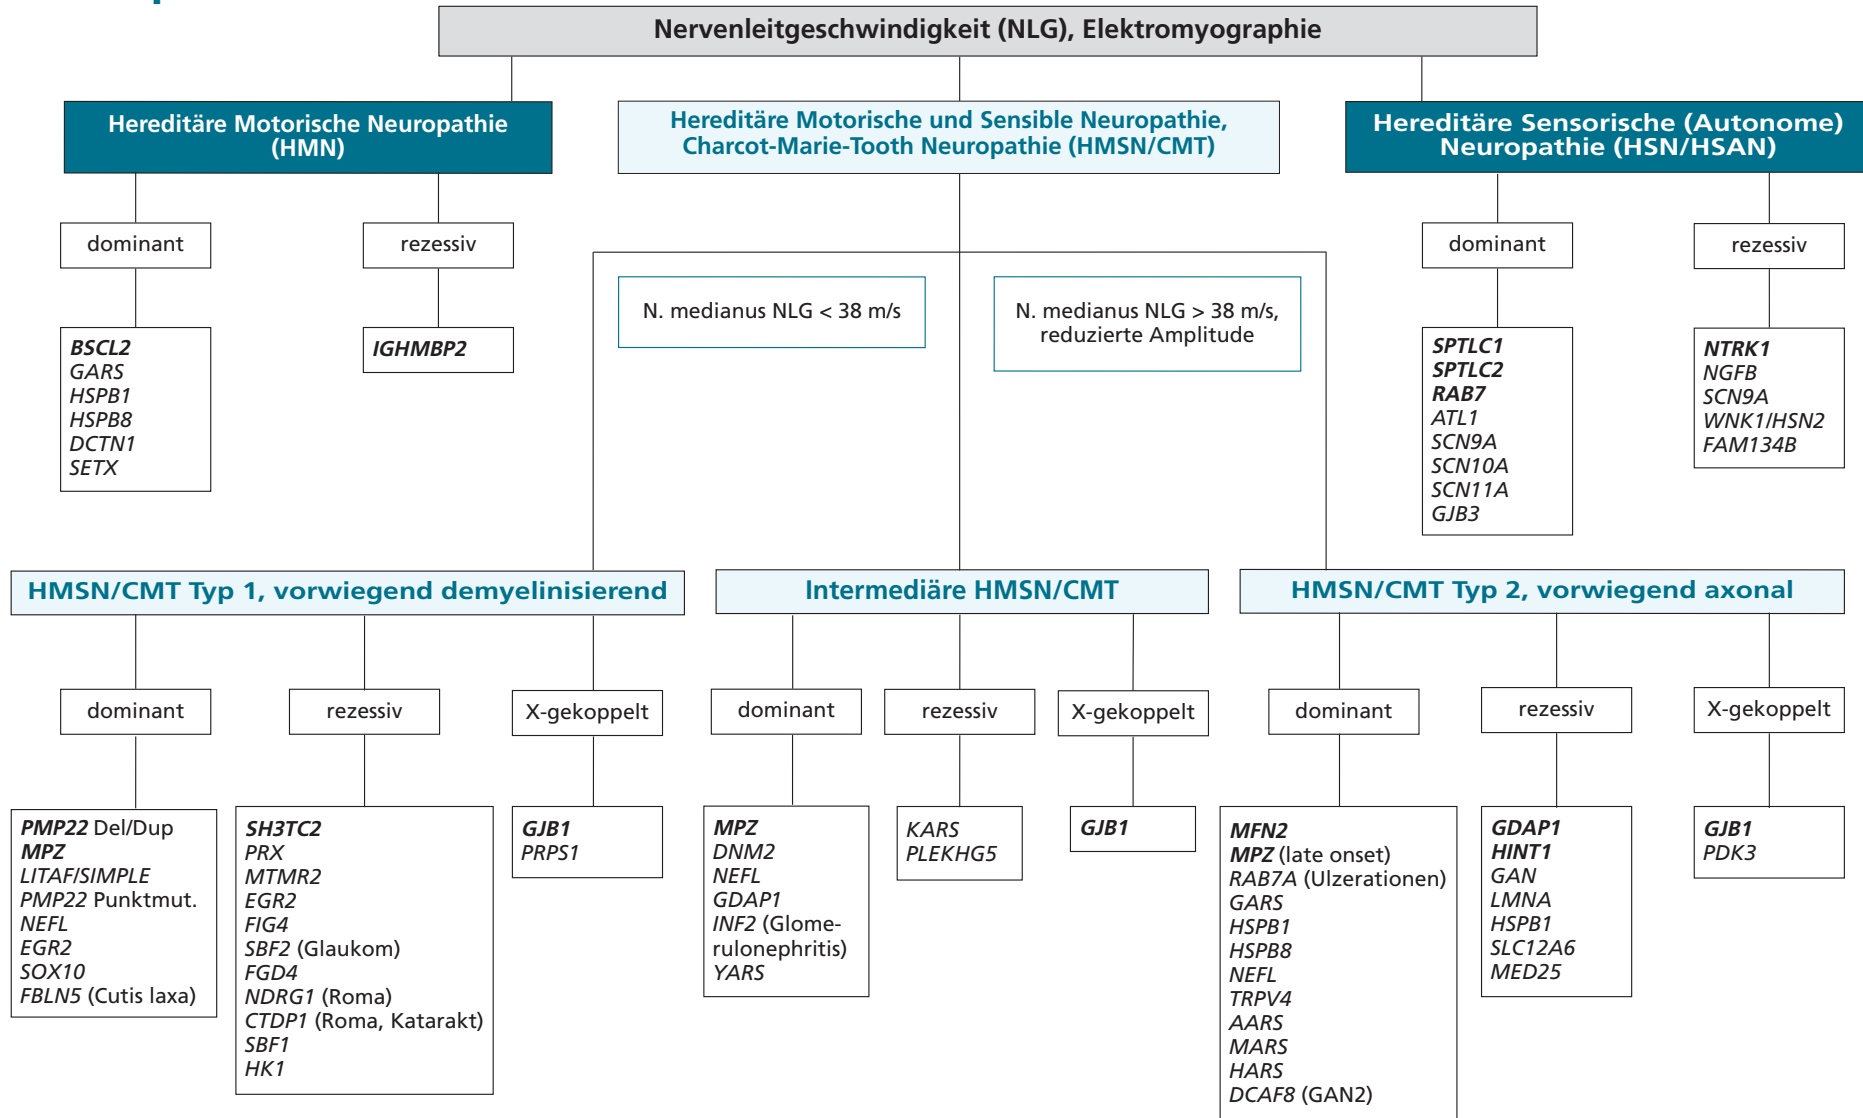 Nervenleitgeschwindigkeit (NLG), Elektromyographie
Hereditäre Motorische Neuropathie
(HMN)
Hereditäre Motorische und Sensible Neuropathie,
Charcot-Marie-Tooth Neuropathie (HMSN/CMT)
Hereditäre Sensorische (Autonome)
Neuropathie (HSN/HSAN)
dominant
rezessiv
dominant
rezessiv
N. medianus NLG < 38 m/s
N. medianus NLG > 38 m/s,
reduzierte Amplitude
BSCL2
GARS
HSPB1
HSPB8
DCTN1
SETX
IGHMBP2
SPTLC1
SPTLC2
RAB7
ATL1
SCN9A
SCN10A
SCN11A
GJB3
NTRK1
NGFB
SCN9A
WNK1/HSN2
FAM134B
HMSN/CMT Typ 1, vorwiegend demyelinisierend
Intermediäre HMSN/CMT
HMSN/CMT Typ 2, vorwiegend axonal
dominant
rezessiv
X-gekoppelt
dominant
rezessiv
X-gekoppelt
dominant
rezessiv
X-gekoppelt
PMP22 Del/Dup
MPZ
LITAF/SIMPLE
PMP22 Punktmut.
NEFL
EGR2
SOX10
FBLN5 (Cutis laxa)
SH3TC2
PRX
MTMR2
EGR2
FIG4
SBF2 (Glaukom)
FGD4
NDRG1 (Roma)
CTDP1 (Roma, Katarakt)
SBF1
HK1
GJB1
PRPS1
MPZ
DNM2
NEFL
GDAP1
INF2 (Glome-
rulonephritis)
YARS
KARS
PLEKHG5
GJB1
MFN2
MPZ (late onset)
RAB7A (Ulzerationen)
GARS
HSPB1
HSPB8
NEFL
TRPV4
AARS
MARS
HARS
DCAF8 (GAN2)
GDAP1
HINT1
GAN
LMNA
HSPB1
SLC12A6
MED25
GJB1
PDK3